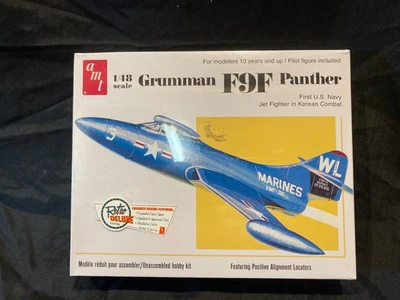 For modelers 10 years and up / Pilot figure included
amt
1/48 scale
Grumman F9F Panther
First U.S. Navy
Jet Fighter in Korean Combat
5
WL
MARINES
Retro
DELUXE
Modèle réduit pour assembler/Unassembled hobby kit
Featuring Positive Alignment Locators